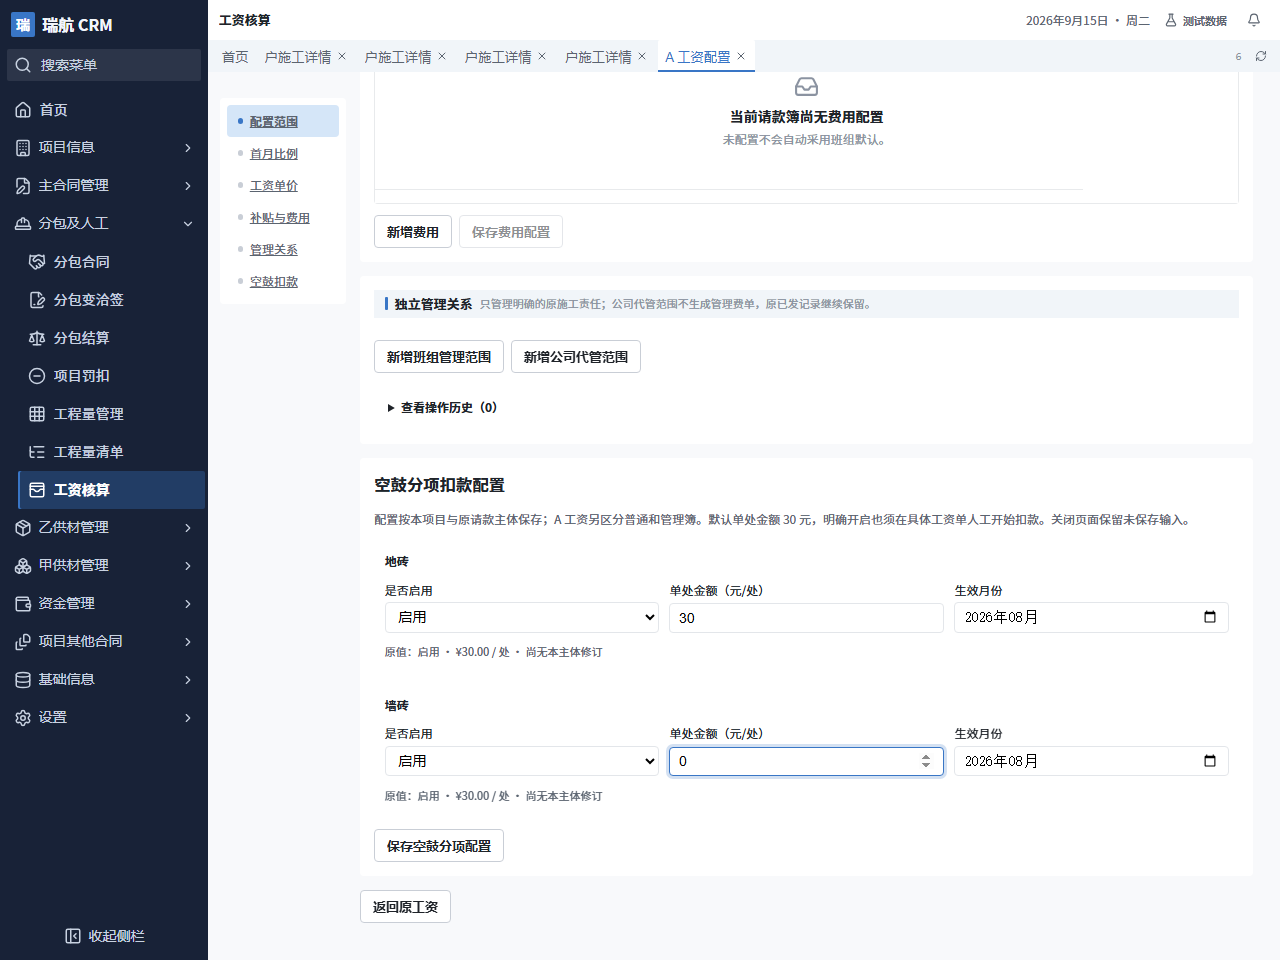 瑞 瑞航 CRM
搜索菜单
首页
项目信息
主合同管理
分包及人工
分包合同
分包变洽签
分包结算
项目罚扣
工程量管理
工程量清单
工资核算
乙供材管理
甲供材管理
资金管理
项目其他合同
基础信息
设置
收起侧栏
工资核算
2026年9月15日 · 周二 测试数据
首页 户施工详情 户施工详情 户施工详情 户施工详情 A 工资配置 6
配置范围
首月比例
工资单价
补贴与费用
管理关系
空鼓扣款
当前请款簿尚无费用配置
未配置不会自动采用班组默认。
新增费用 保存费用配置
独立管理关系 只管理明确的原施工责任；公司代管范围不生成管理费单，原已发记录继续保留。
新增班组管理范围 新增公司代管范围
查看操作历史（0）
空鼓分项扣款配置
配置按本项目与原请款主体保存；A 工资另区分普通和管理簿。默认单处金额 30 元，明确开启也须在具体工资单人工开始扣款。关闭页面保留未保存输入。
地砖
是否启用 单处金额（元/处） 生效月份
启用 30 2026年08月
原值：启用 · ¥30.00 / 处 · 尚无本主体修订
墙砖
是否启用 单处金额（元/处） 生效月份
启用 0 2026年08月
原值：启用 · ¥30.00 / 处 · 尚无本主体修订
保存空鼓分项配置
返回原工资